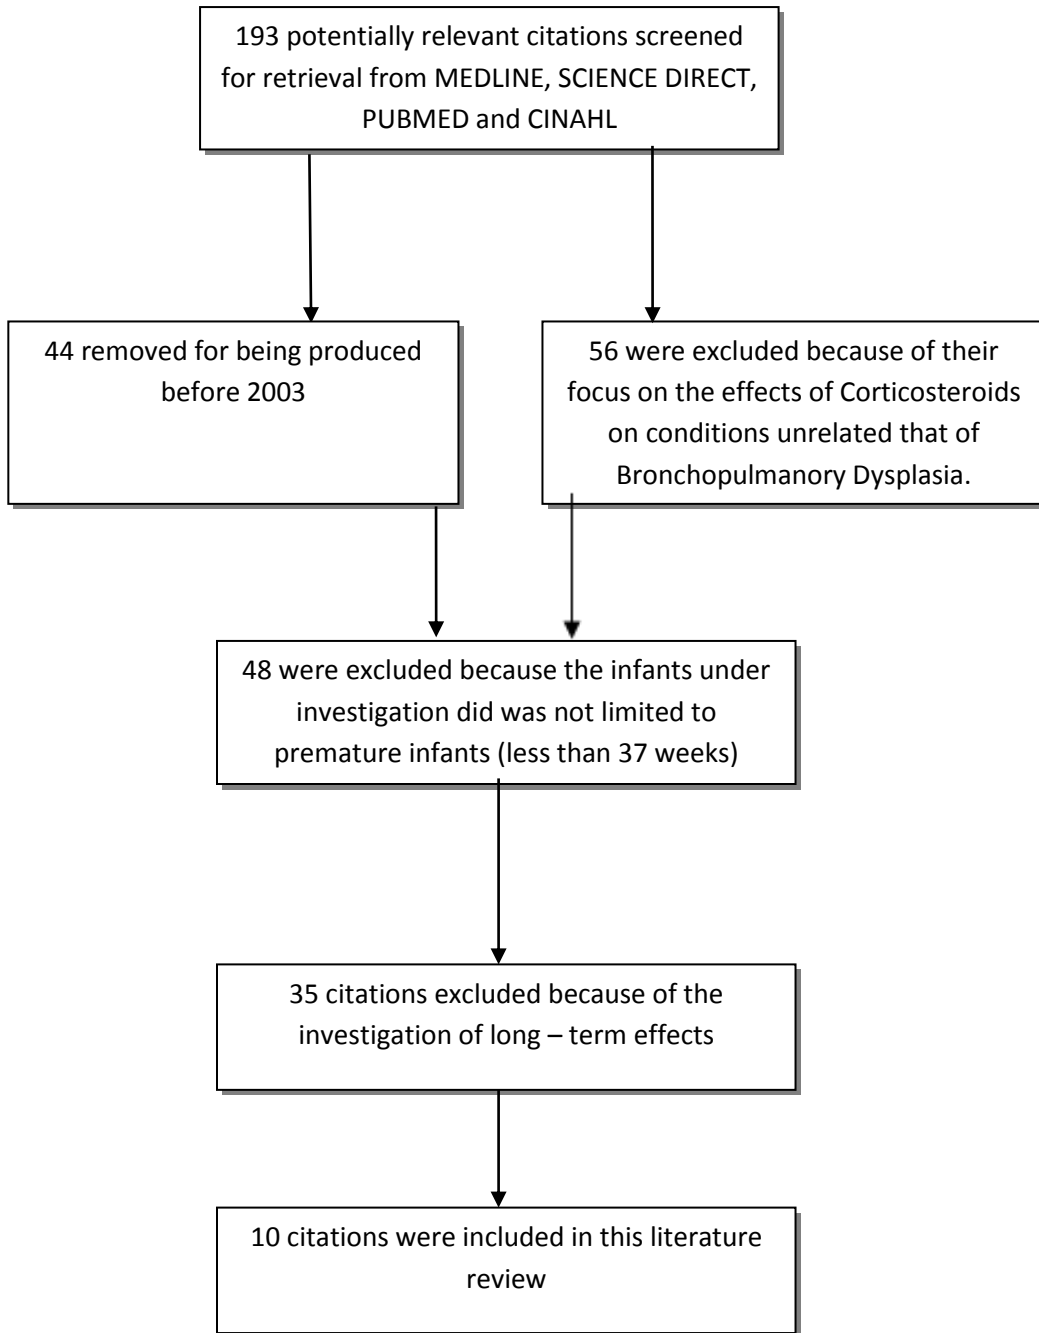 193 potentially relevant citations screened
for retrieval from MEDLINE, SCIENCE DIRECT,
PUBMED and CINAHL
44 removed for being produced
before 2003
56 were excluded because of their
focus on the effects of Corticosteroids
on conditions unrelated that of
Bronchopulmanory Dysplasia.
48 were excluded because the infants under
investigation did was not limited to
premature infants (less than 37 weeks)
35 citations excluded because of the
investigation of long – term effects
10 citations were included in this literature
review